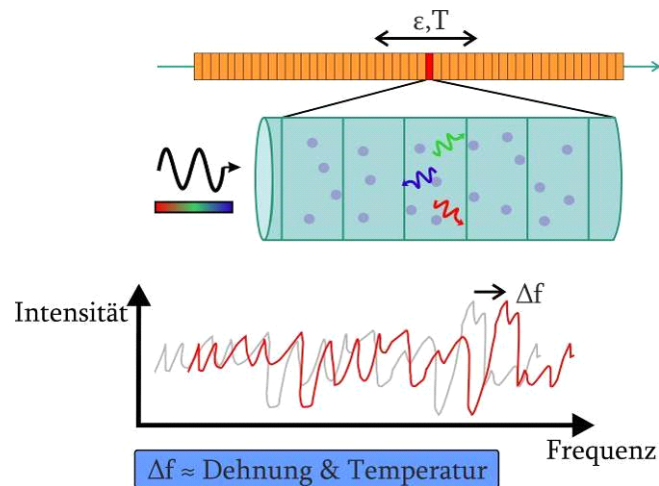 ε,T
Δf
Intensität
Frequenz
Δf ≈ Dehnung & Temperatur